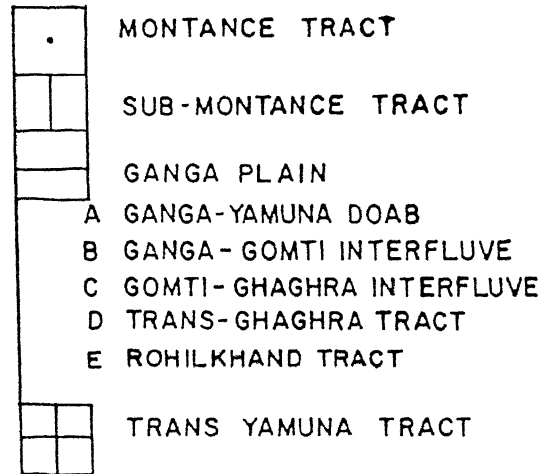 MONTANCE TRACT
SUB-MONTANCE TRACT
GANGA PLAIN
A GANGA-YAMUNA DOAB
B GANGA-GOMTI INTERFLUVE
C GOMTI-GHAGHRA INTERFLUVE
D TRANS-GHAGHRA TRACT
E ROHILKHAND TRACT
TRANS YAMUNA TRACT